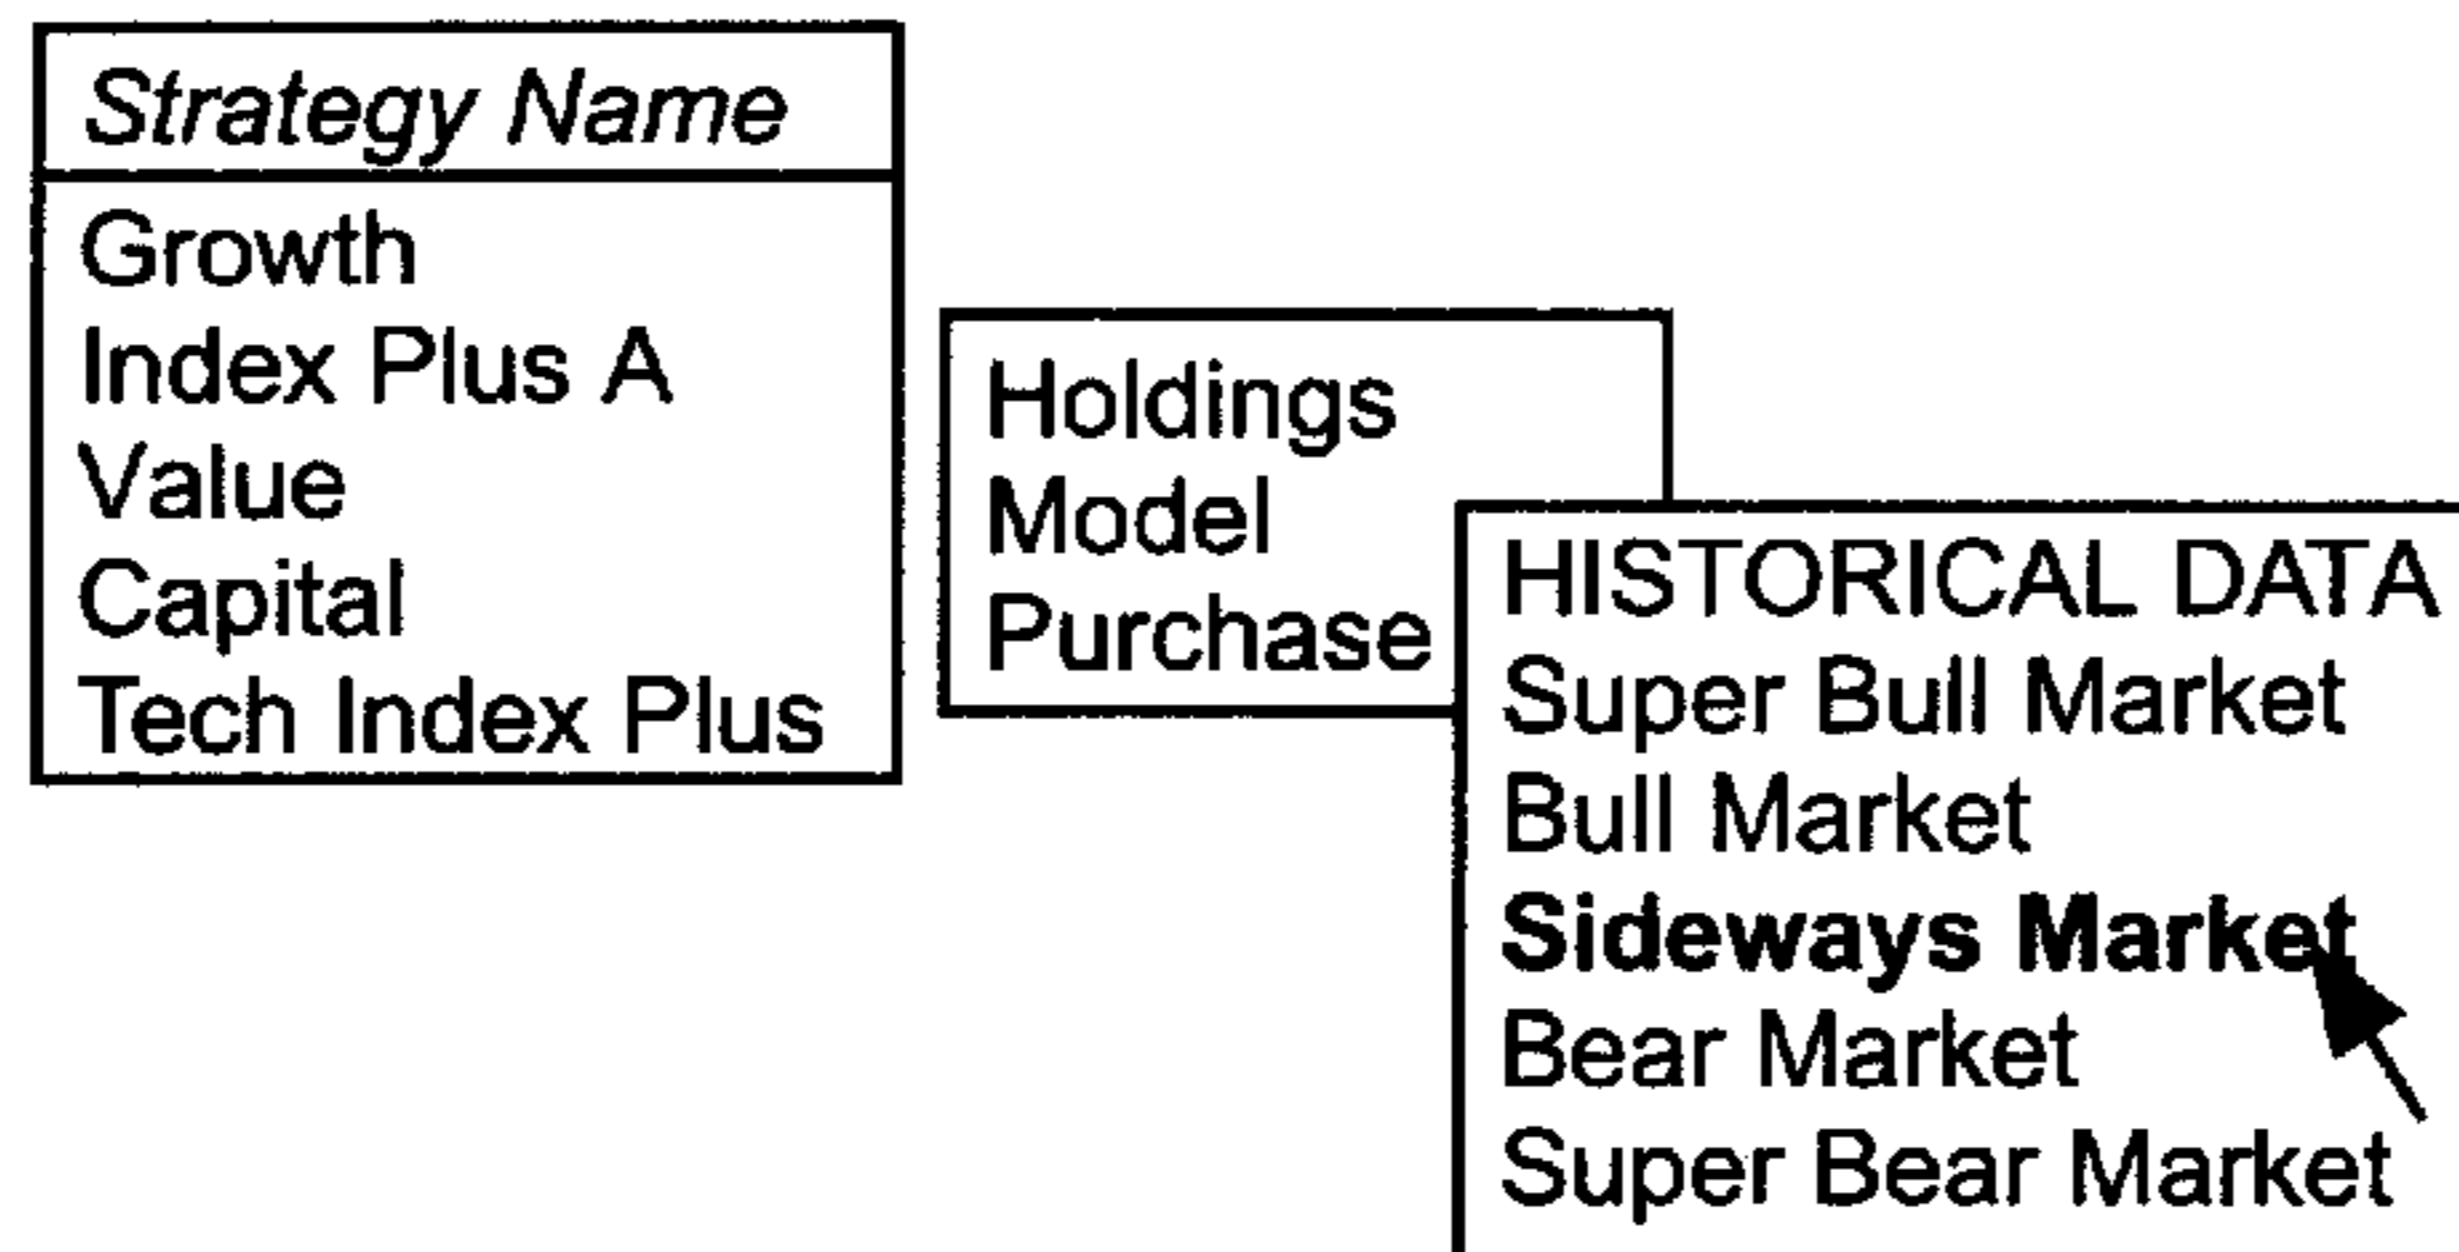 Strategy Name
Growth
Index Plus A
Value
Capital
Tech Index Plus
Holdings
Model
Purchase
HISTORICAL DATA
Super Bull Market
Bull Market
Sideways Market
Bear Market
Super Bear Market